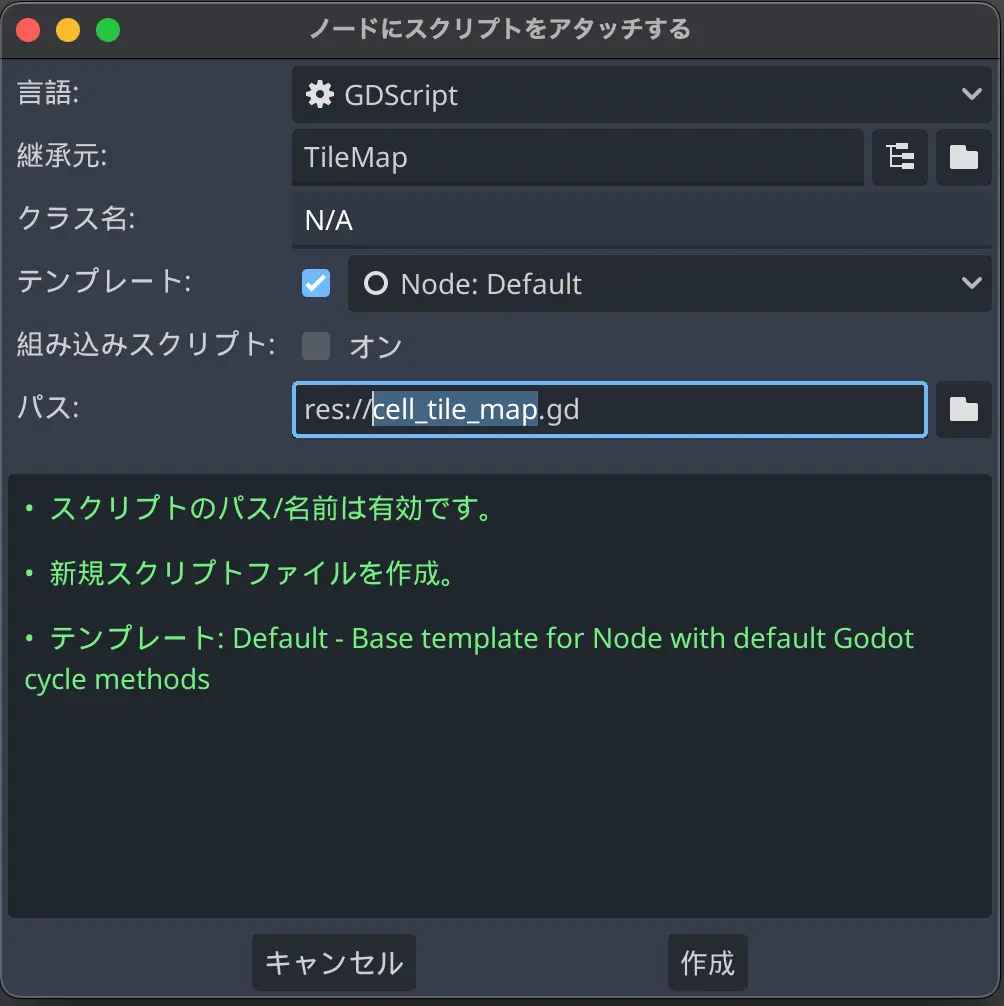 ノードにスクリプトをアタッチする
言語: GDScript
継承元: TileMap
クラス名: N/A
テンプレート: Node: Default
組み込みスクリプト: オン
パス: res://cell_tile_map.gd
• スクリプトのパス/名前は有効です。
• 新規スクリプトファイルを作成。
• テンプレート: Default - Base template for Node with default Godot
cycle methods
キャンセル 作成